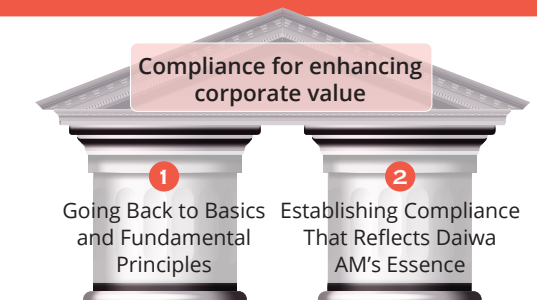 Compliance for enhancing
corporate value
1
Going Back to Basics
and Fundamental
Principles
2
Establishing Compliance
That Reflects Daiwa
AM's Essence